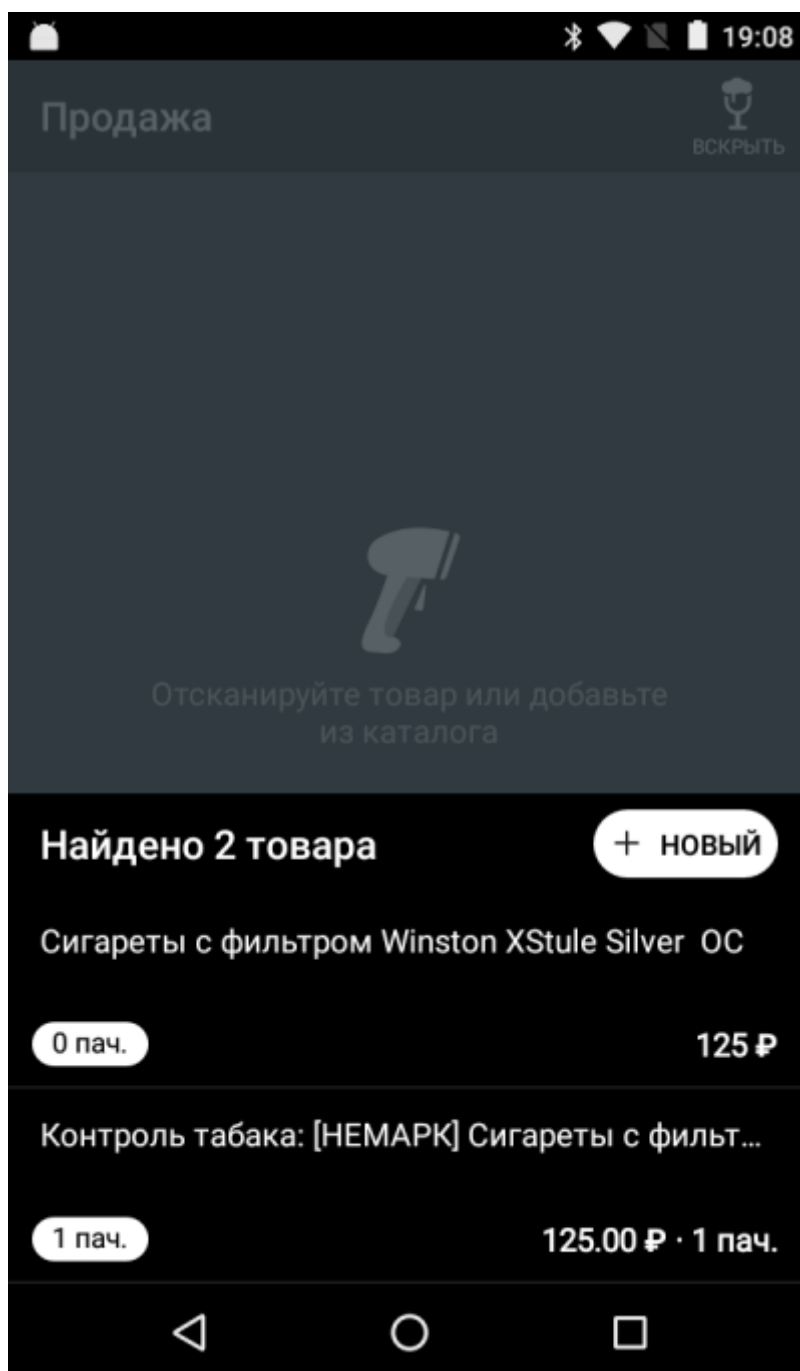 19:08
Продажа
ВСКРЫТЬ
Отсканируйте товар или добавьте
из каталога
Найдено 2 товара
+ НОВЫЙ
Сигареты с фильтром Winston XStule Silver OC
0 пач.
125 ₽
Контроль табака: [НЕМАРК] Сигареты с фильт...
1 пач.
125.00 ₽ · 1 пач.